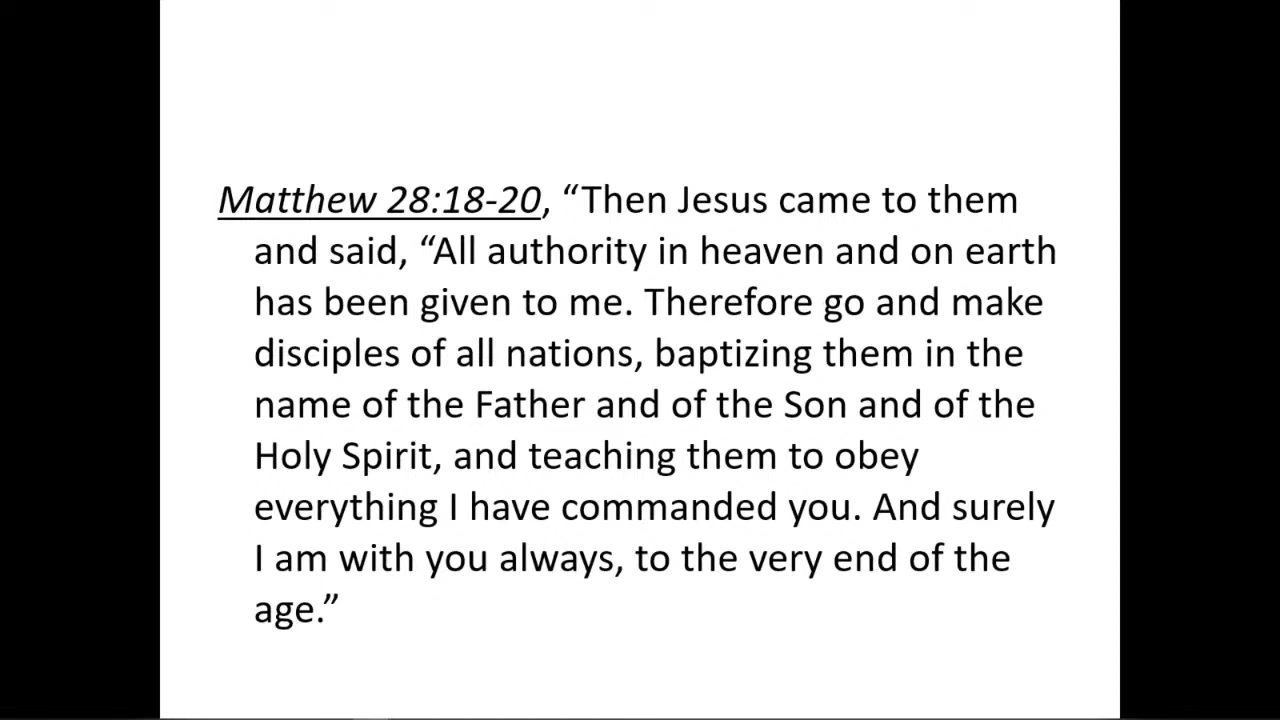 Matthew 28:18-20, “Then Jesus came to them
and said, “All authority in heaven and on earth
has been given to me. Therefore go and make
disciples of all nations, baptizing them in the
name of the Father and of the Son and of the
Holy Spirit, and teaching them to obey
everything I have commanded you. And surely
I am with you always, to the very end of the
age.”